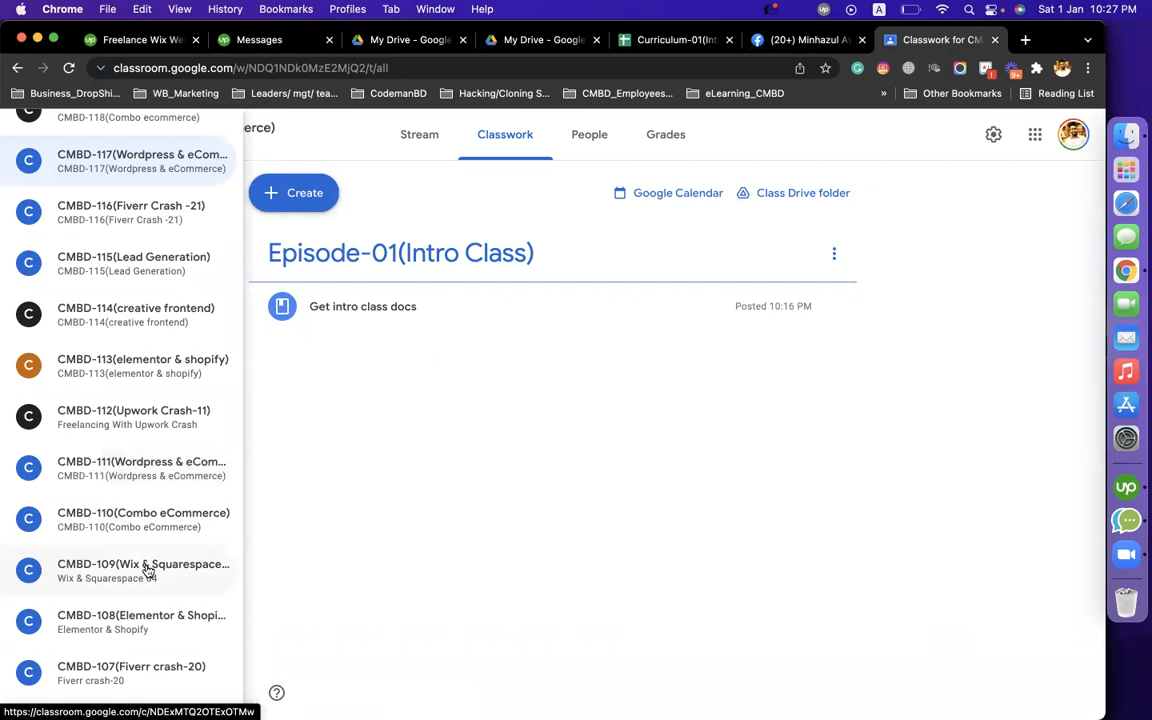 Chrome File Edit View History Bookmarks Profiles Tab Window Help Sat 1 Jan 10:27 PM
Freelance Wix We Messages My Drive - Google My Drive - Google Curriculum-01(Int (20+) Minhazul As Classwork for CM
classroom.google.com/w/NDQ1NDk0MzE2MjQ2/t/all
Business_DropShi... WB_Marketing Leaders/ mgt/ tea... CodemanBD Hacking/Cloning S... CMBD_Employees... eLearning_CMBD » Other Bookmarks Reading List
CMBD-118(Combo ecommerce)
erce) Stream Classwork People Grades
CMBD-117(Wordpress & eCom...
CMBD-117(Wordpress & eCommerce)
+ Create Google Calendar Class Drive folder
CMBD-116(Fiverr Crash -21)
CMBD-116(Fiverr Crash -21)
Episode-01(Intro Class)
CMBD-115(Lead Generation)
CMBD-115(Lead Generation)
Get intro class docs Posted 10:16 PM
CMBD-114(creative frontend)
CMBD-114(creative frontend)
CMBD-113(elementor & shopify)
CMBD-113(elementor & shopify)
CMBD-112(Upwork Crash-11)
Freelancing With Upwork Crash
CMBD-111(Wordpress & eCom...
CMBD-111(Wordpress & eCommerce)
CMBD-110(Combo eCommerce)
CMBD-110(Combo eCommerce)
CMBD-109(Wix & Squarespace...
Wix & Squarespace
CMBD-108(Elementor & Shopi...
Elementor & Shopify
CMBD-107(Fiverr crash-20)
Fiverr crash-20
https://classroom.google.com/c/NDExMTQ2OTExOTMw